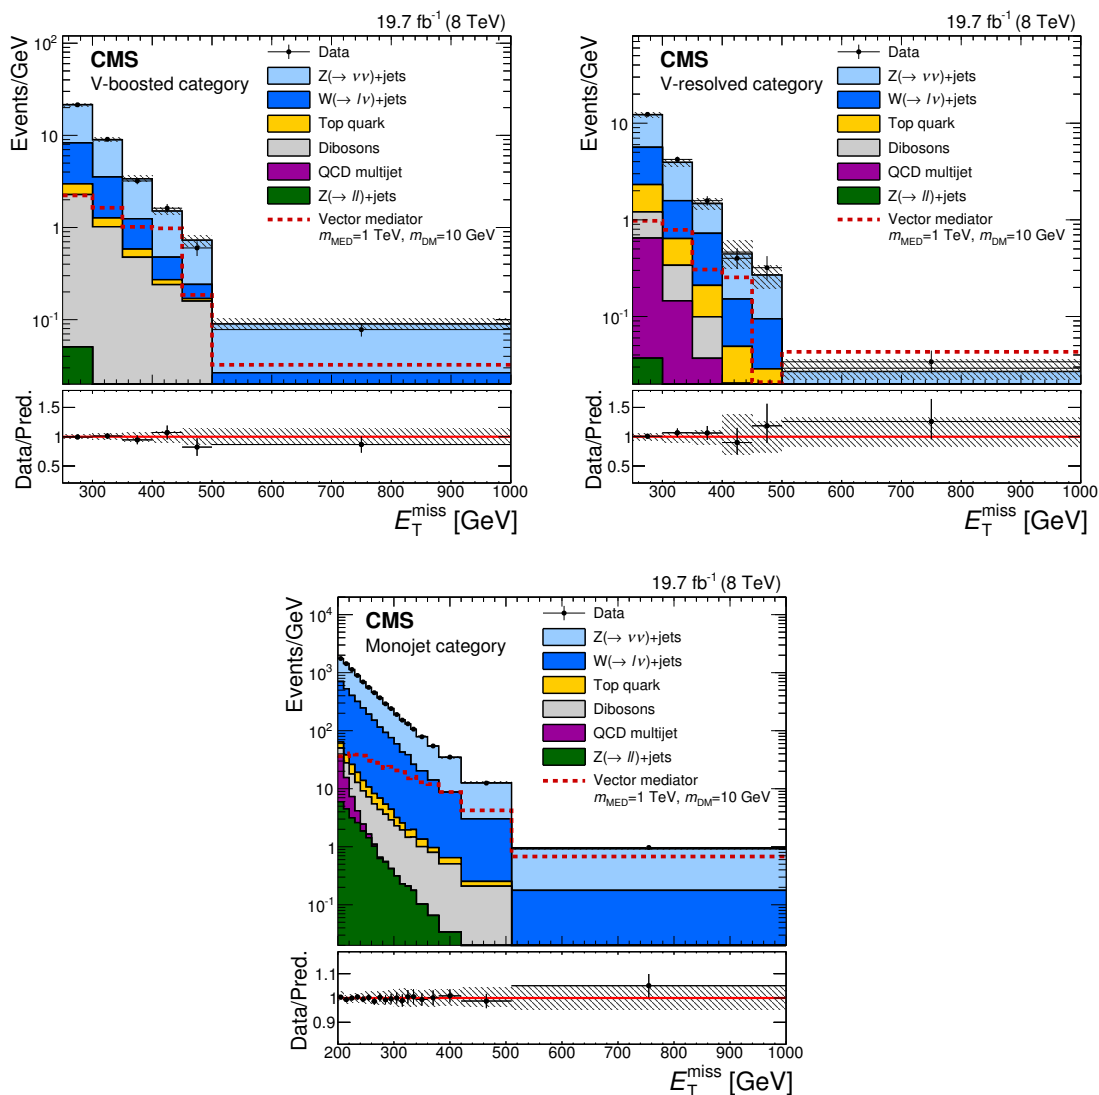 19.7 fb⁻¹ (8 TeV)
Events/GeV
10²
10
1
10⁻¹
CMS
V-boosted category
Data
Z(→ νν)+jets
W(→ lν)+jets
Top quark
Dibosons
QCD multijet
Z(→ ll)+jets
Vector mediator
m_MED=1 TeV, m_DM=10 GeV
Data/Pred.
1.5
1
0.5
300 400 500 600 700 800 900 1000
E_T^miss [GeV]
19.7 fb⁻¹ (8 TeV)
Events/GeV
10
1
10⁻¹
CMS
V-resolved category
Data
Z(→ νν)+jets
W(→ lν)+jets
Top quark
Dibosons
QCD multijet
Z(→ ll)+jets
Vector mediator
m_MED=1 TeV, m_DM=10 GeV
Data/Pred.
1.5
1
0.5
300 400 500 600 700 800 900 1000
E_T^miss [GeV]
19.7 fb⁻¹ (8 TeV)
Events/GeV
10⁴
10³
10²
10
1
10⁻¹
CMS
Monojet category
Data
Z(→ νν)+jets
W(→ lν)+jets
Top quark
Dibosons
QCD multijet
Z(→ ll)+jets
Vector mediator
m_MED=1 TeV, m_DM=10 GeV
Data/Pred.
1.1
1
0.9
200 300 400 500 600 700 800 900 1000
E_T^miss [GeV]